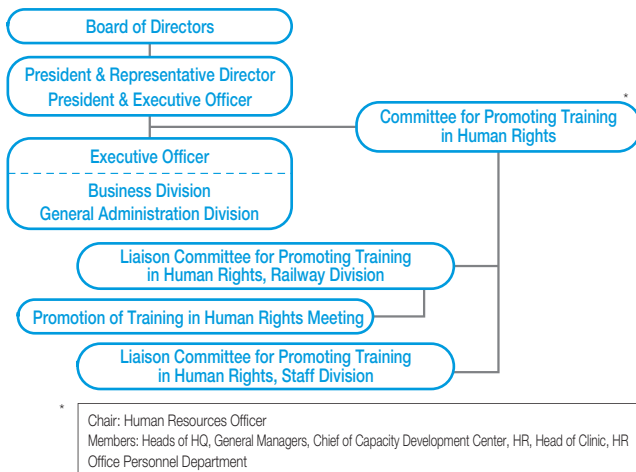 Board of Directors
President & Representative Director
President & Executive Officer
*
Committee for Promoting Training
in Human Rights
Executive Officer
Business Division
General Administration Division
Liaison Committee for Promoting Training
in Human Rights, Railway Division
Promotion of Training in Human Rights Meeting
Liaison Committee for Promoting Training
in Human Rights, Staff Division
*
Chair: Human Resources Officer
Members: Heads of HQ, General Managers, Chief of Capacity Development Center, HR, Head of Clinic, HR
Office Personnel Department